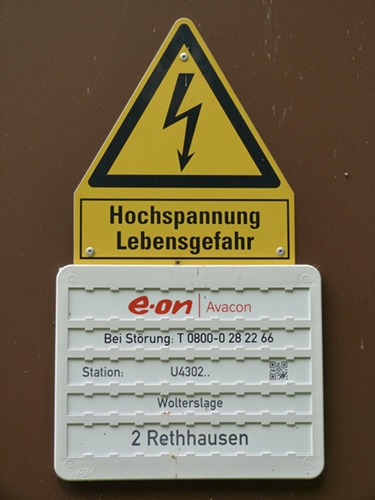 Hochspannung
Lebensgefahr
e·on | Avacon
Bei Störung: T 0800-0 28 22 66
Station: U4302..
Wolterslage
2 Rethhausen